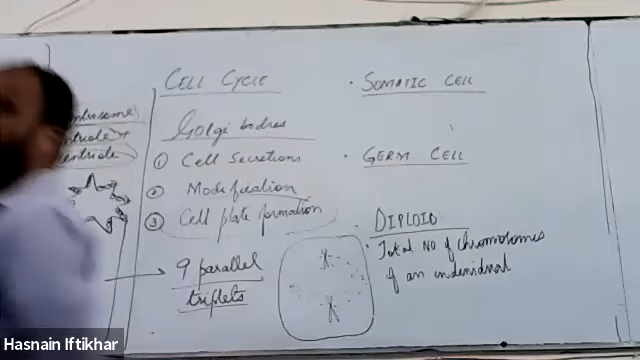 CELL CYCLE
Golgi bodies
① Cell Secretions
② Modification
③ Cell plate formation
9 parallel
triplets
• SOMATIC CELL
• GERM CELL
• DIPLOID
• Total NO of chromosomes
of an individual
Hasnain Iftikhar